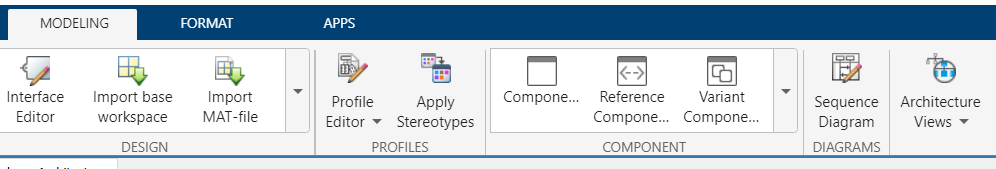 MODELING FORMAT APPS
Interface Editor
Import base workspace
Import MAT-file
Profile Editor
Apply Stereotypes
Compone...
Reference Compone...
Variant Compone...
Sequence Diagram
Architecture Views
DESIGN PROFILES COMPONENT DIAGRAMS